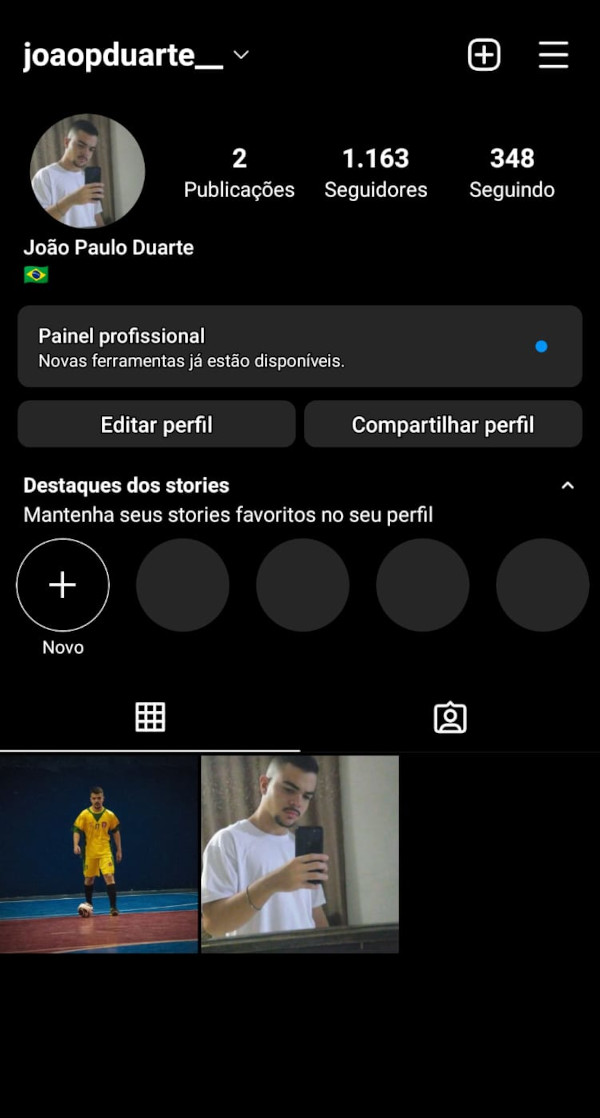 joaopduarte__
2 1.163 348
Publicações Seguidores Seguindo
João Paulo Duarte
Painel profissional
Novas ferramentas já estão disponíveis.
Editar perfil Compartilhar perfil
Destaques dos stories
Mantenha seus stories favoritos no seu perfil
Novo